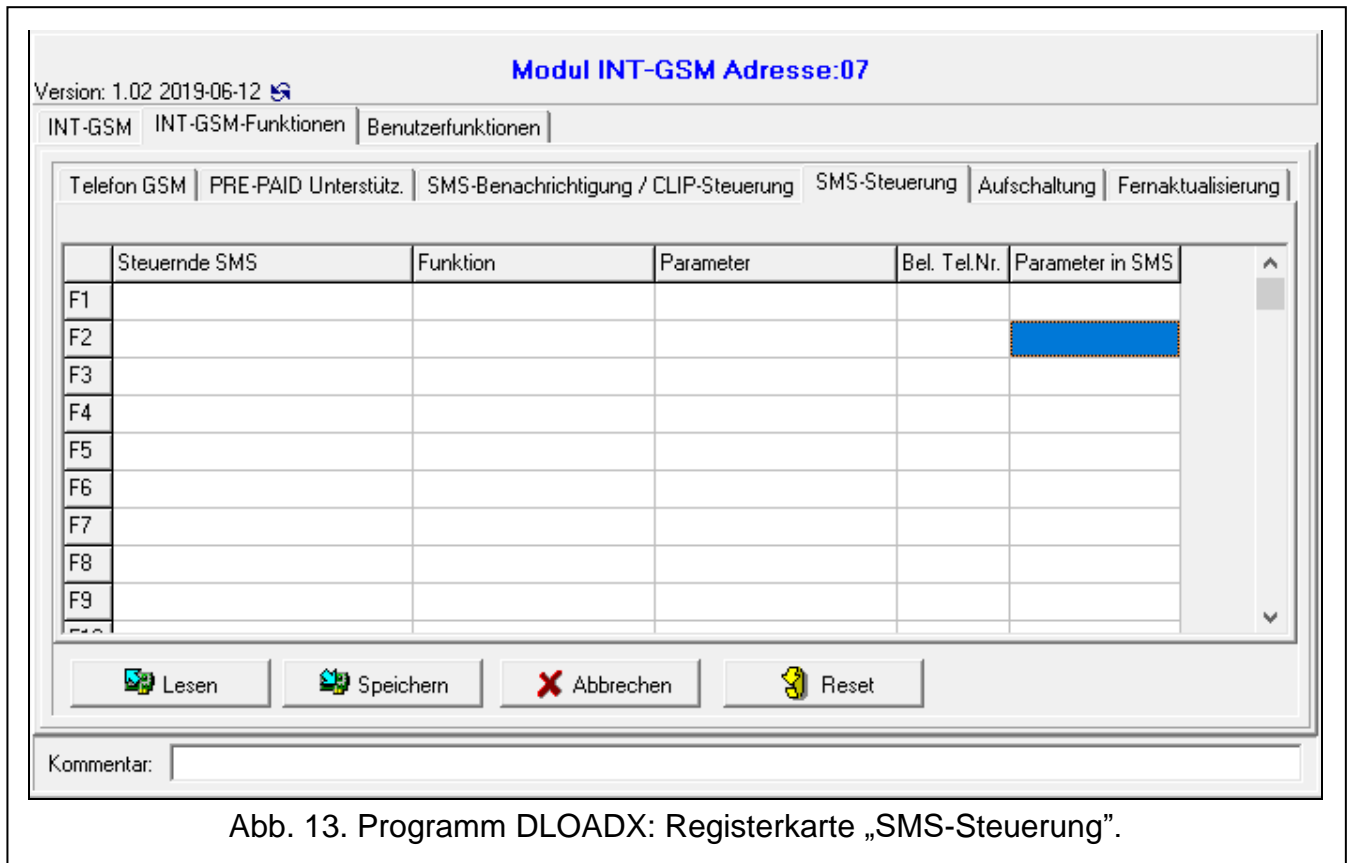 Modul INT-GSM Adresse:07
Version: 1.02 2019-06-12
INT-GSM INT-GSM-Funktionen Benutzerfunktionen
Telefon GSM PRE-PAID Unterstütz. SMS-Benachrichtigung / CLIP-Steuerung SMS-Steuerung Aufschaltung Fernaktualisierung
Steuernde SMS Funktion Parameter Bel. Tel.Nr. Parameter in SMS
F1
F2
F3
F4
F5
F6
F7
F8
F9
Lesen Speichern Abbrechen Reset
Kommentar:
Abb. 13. Programm DLOADX: Registerkarte „SMS-Steuerung”.